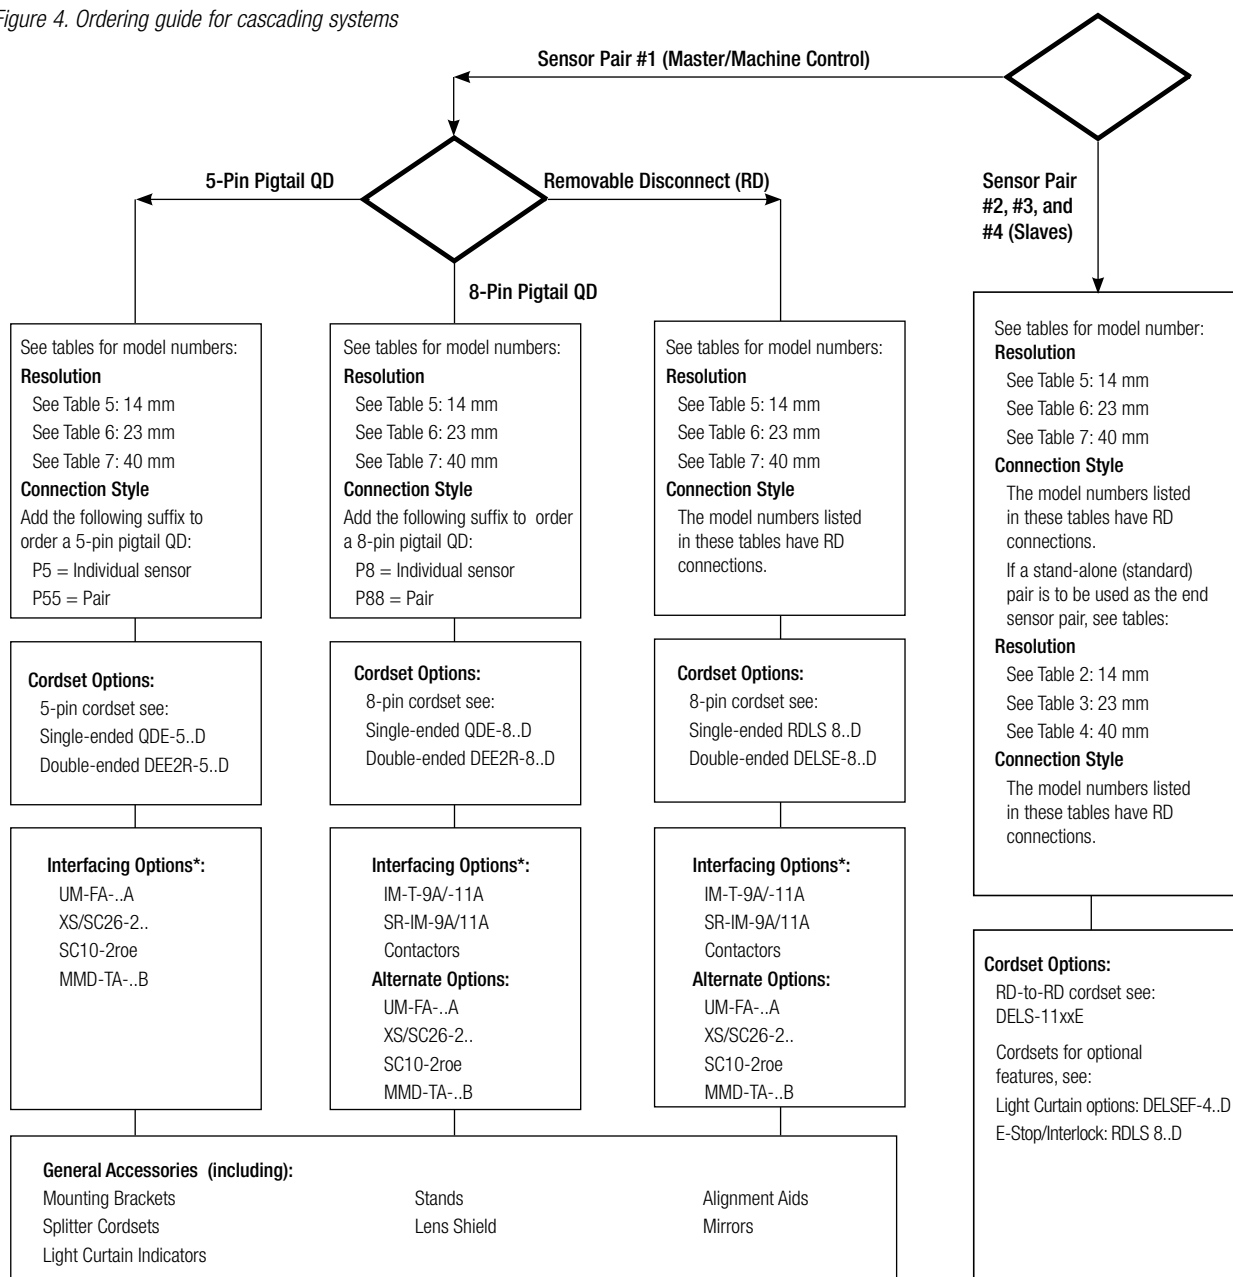 Figure 4. Ordering guide for cascading systems
Sensor Pair #1 (Master/Machine Control)
5-Pin Pigtail QD
Removable Disconnect (RD)
8-Pin Pigtail QD
Sensor Pair
#2, #3, and
#4 (Slaves)
See tables for model numbers:
Resolution
See Table 5: 14 mm
See Table 6: 23 mm
See Table 7: 40 mm
Connection Style
Add the following suffix to
order a 5-pin pigtail QD:
P5 = Individual sensor
P55 = Pair
Cordset Options:
5-pin cordset see:
Single-ended QDE-5..D
Double-ended DEE2R-5..D
Interfacing Options*:
UM-FA-..A
XS/SC26-2..
SC10-2roe
MMD-TA-..B
See tables for model numbers:
Resolution
See Table 5: 14 mm
See Table 6: 23 mm
See Table 7: 40 mm
Connection Style
Add the following suffix to order
a 8-pin pigtail QD:
P8 = Individual sensor
P88 = Pair
Cordset Options:
8-pin cordset see:
Single-ended QDE-8..D
Double-ended DEE2R-8..D
Interfacing Options*:
IM-T-9A/-11A
SR-IM-9A/11A
Contactors
Alternate Options:
UM-FA-..A
XS/SC26-2..
SC10-2roe
MMD-TA-..B
See tables for model numbers:
Resolution
See Table 5: 14 mm
See Table 6: 23 mm
See Table 7: 40 mm
Connection Style
The model numbers listed
in these tables have RD
connections.
Cordset Options:
8-pin cordset see:
Single-ended RDLS 8..D
Double-ended DELSE-8..D
Interfacing Options*:
IM-T-9A/-11A
SR-IM-9A/11A
Contactors
Alternate Options:
UM-FA-..A
XS/SC26-2..
SC10-2roe
MMD-TA-..B
See tables for model number:
Resolution
See Table 5: 14 mm
See Table 6: 23 mm
See Table 7: 40 mm
Connection Style
The model numbers listed
in these tables have RD
connections.
If a stand-alone (standard)
pair is to be used as the end
sensor pair, see tables:
Resolution
See Table 2: 14 mm
See Table 3: 23 mm
See Table 4: 40 mm
Connection Style
The model numbers listed
in these tables have RD
connections.
Cordset Options:
RD-to-RD cordset see:
DELS-11xxE
Cordsets for optional
features, see:
Light Curtain options: DELSEF-4..D
E-Stop/Interlock: RDLS 8..D
General Accessories (including):
Mounting Brackets
Splitter Cordsets
Light Curtain Indicators
Stands
Lens Shield
Alignment Aids
Mirrors